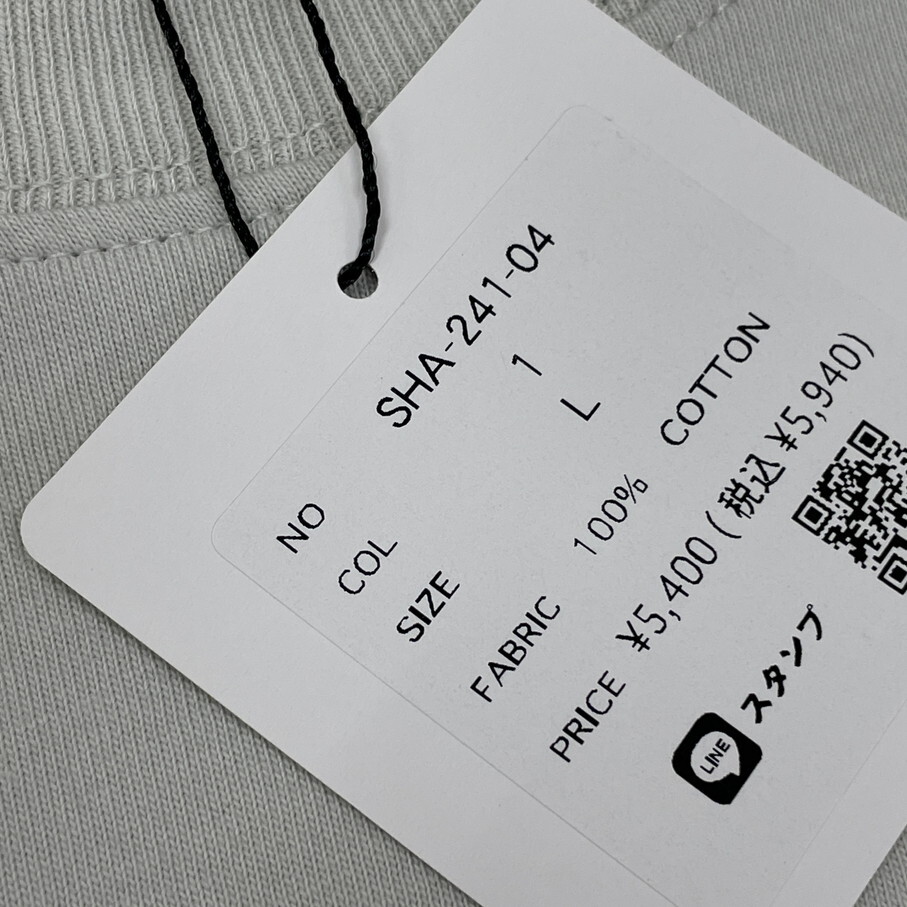 NO SHA-241-04
COL 1
SIZE L
FABRIC 100% COTTON
PRICE ¥5,400 (税込¥5,940)
LINE スタンプ